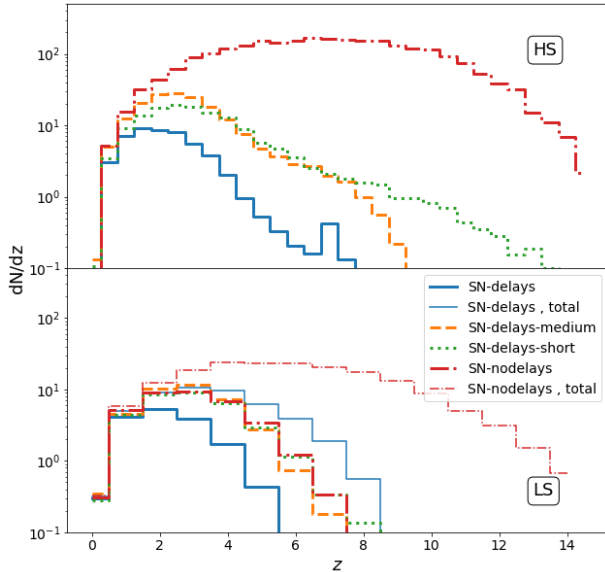 10²
10¹
10⁰
10⁻¹
HS
dN/dz
10²
10¹
10⁰
10⁻¹
SN-delays
SN-delays , total
SN-delays-medium
SN-delays-short
SN-nodelays
SN-nodelays , total
LS
0 2 4 6 8 10 12 14
z